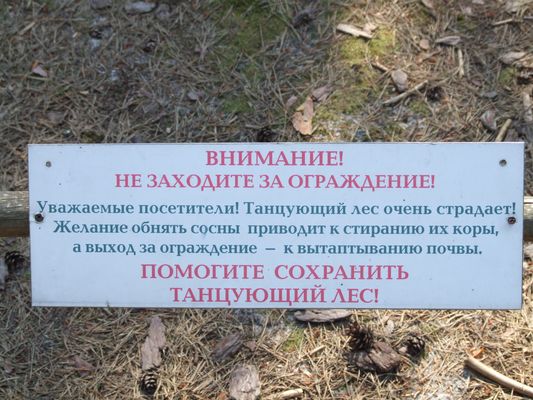 ВНИМАНИЕ!
НЕ ЗАХОДИТЕ ЗА ОГРАЖДЕНИЕ!
Уважаемые посетители! Танцующий лес очень страдает!
Желание обнять сосны приводит к стиранию их коры,
а выход за ограждение – к вытаптыванию почвы.
ПОМОГИТЕ СОХРАНИТЬ
ТАНЦУЮЩИЙ ЛЕС!